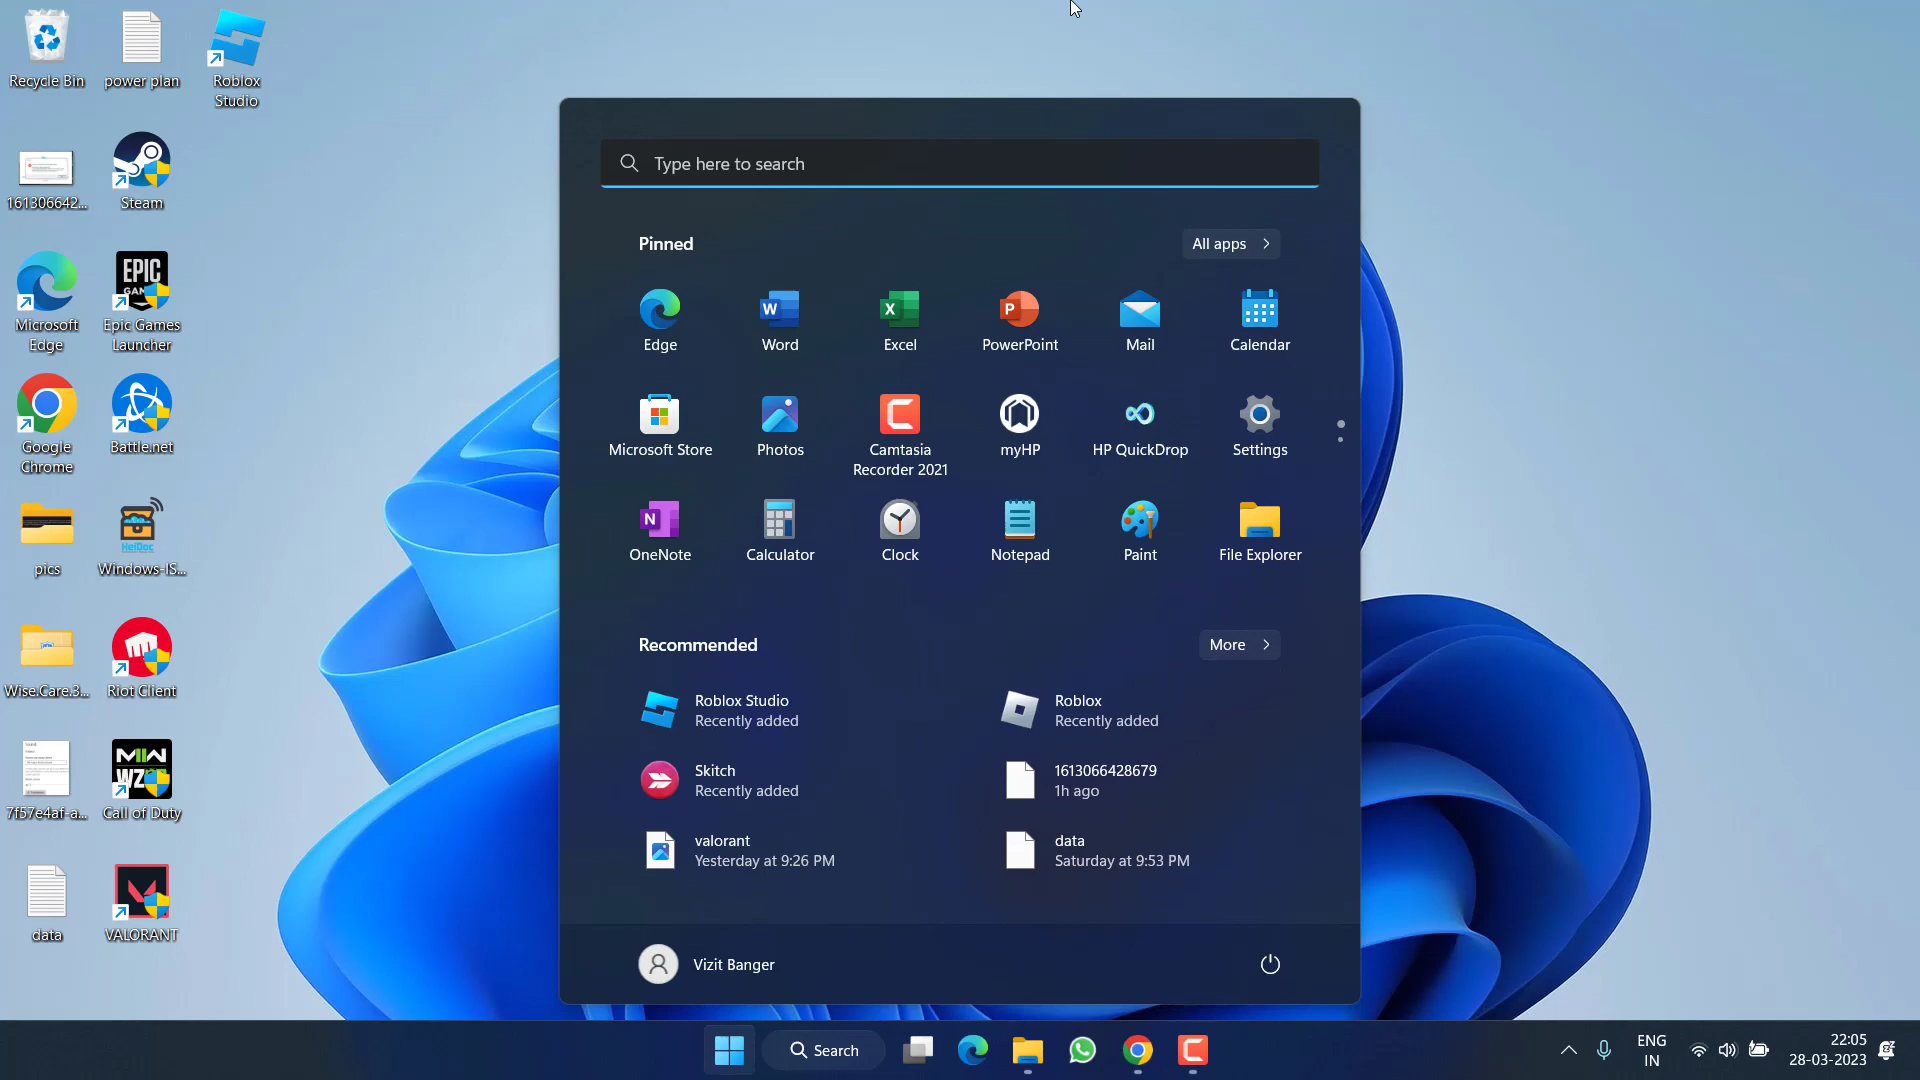 Recycle Bin
power plan
Roblox
Studio
161306642...
Steam
Microsoft
Edge
EPIC
Epic Games
Launcher
Google
Chrome
Battle.net
pics
HeiDoc
Windows-IS...
Wise.Care.3...
Riot Client
7f57e4af-a...
MW
WZ
Call of Duty
data
VALORANT
Type here to search
Pinned
All apps
Edge
Word
Excel
PowerPoint
Mail
Calendar
Microsoft Store
Photos
Camtasia
Recorder 2021
myHP
HP QuickDrop
Settings
OneNote
Calculator
Clock
Notepad
Paint
File Explorer
Recommended
More
Roblox Studio
Recently added
Roblox
Recently added
Skitch
Recently added
1613066428679
1h ago
valorant
Yesterday at 9:26 PM
data
Saturday at 9:53 PM
Vizit Banger
Search
ENG
IN
22:05
28-03-2023